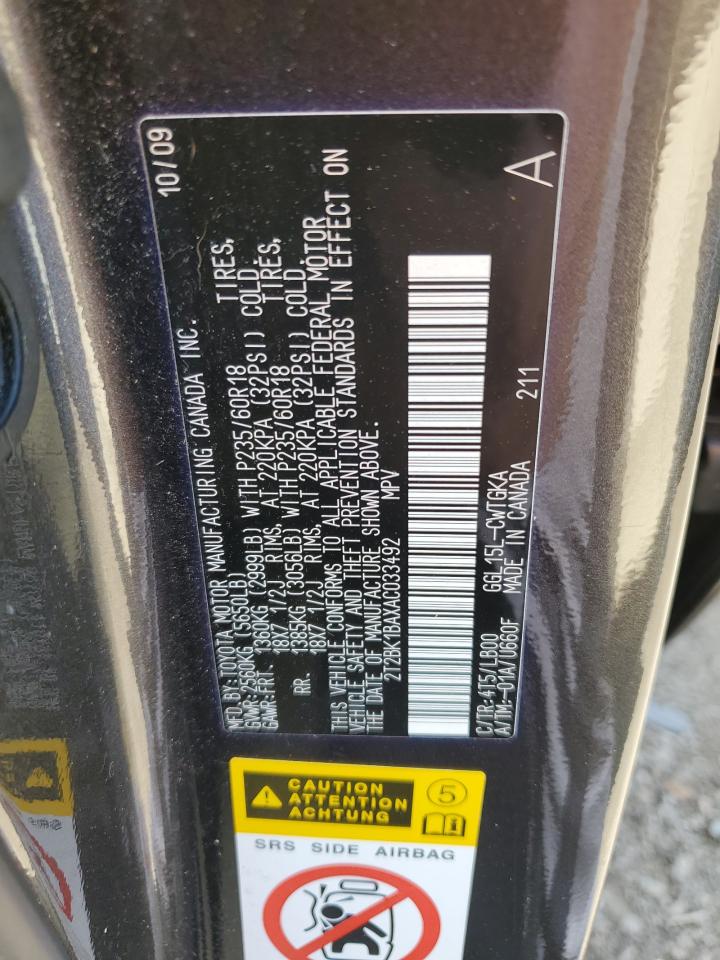 MFD. BY: TOYOTA MOTOR MANUFACTURING CANADA INC. 10/09
GVWR: 2560KG (5650LB)
GAWR: FRT. 1360KG (2999LB) WITH P235/60R18 TIRES,
18X7 1/2J RIMS, AT 220KPA (32PSI) COLD.
RR. 1385KG (3056LB) WITH P235/60R18 TIRES,
18X7 1/2J RIMS, AT 220KPA (32PSI) COLD.
THIS VEHICLE CONFORMS TO ALL APPLICABLE FEDERAL MOTOR
VEHICLE SAFETY AND THEFT PREVENTION STANDARDS IN EFFECT ON
THE DATE OF MANUFACTURE SHOWN ABOVE.
2T2BK1BAXAC033492 MPV
C/TR: 4T5/LB00 GGL15L-CWTGKA 211 A
A/TM: -01A/U660F MADE IN CANADA
CAUTION
ATTENTION
ACHTUNG
5
SRS SIDE AIRBAG